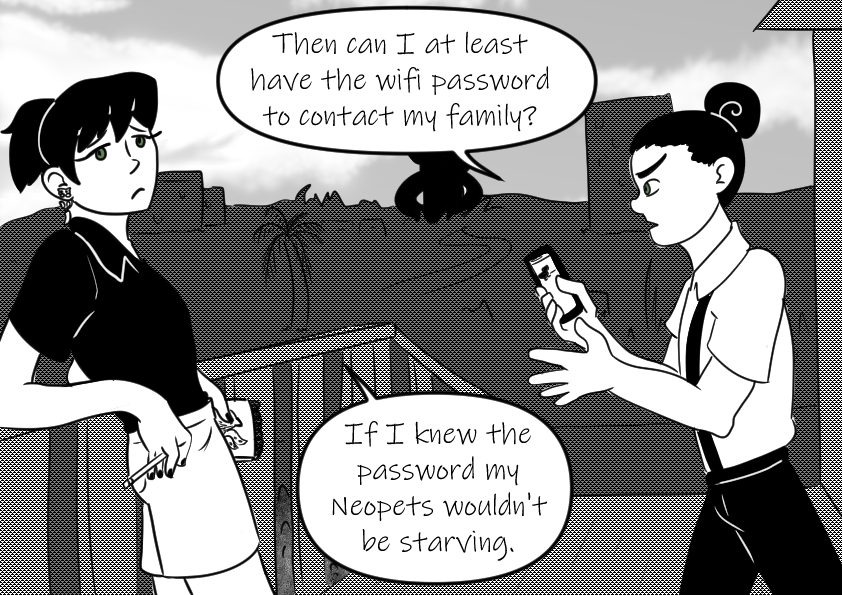 Then can I at least
have the wifi password
to contact my family?
If I knew the
password my
Neopets wouldn't
be starving.